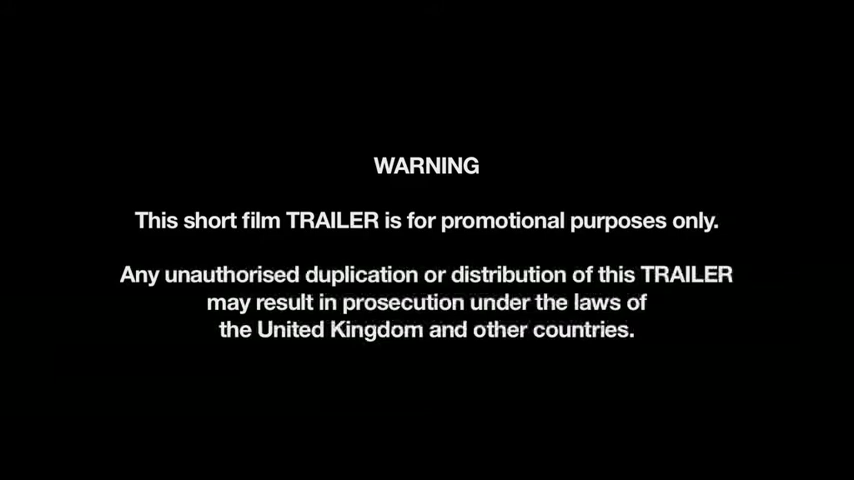 WARNING
This short film TRAILER is for promotional purposes only.
Any unauthorised duplication or distribution of this TRAILER
may result in prosecution under the laws of
the United Kingdom and other countries.